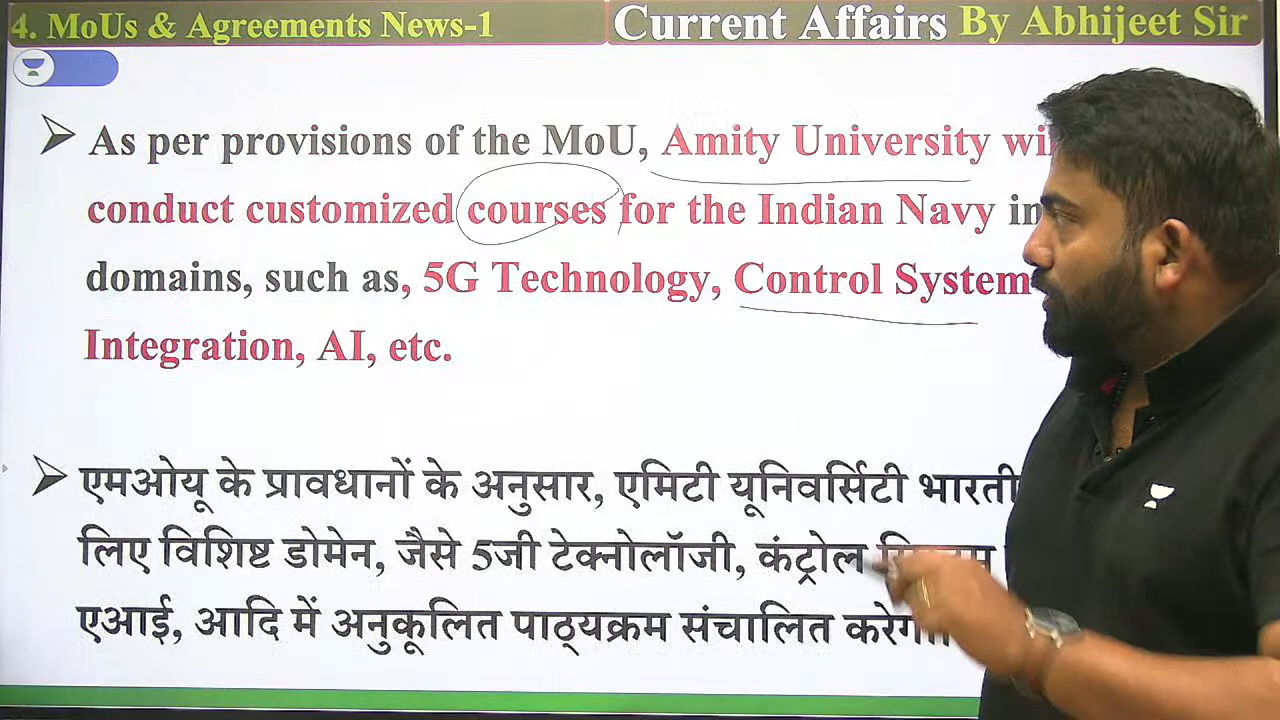 4. MoUs & Agreements News-1
Current Affairs By Abhijeet Sir
As per provisions of the MoU, Amity University
conduct customized courses for the Indian Navy in
domains, such as, 5G Technology, Control System
Integration, AI, etc.
एमओयू के प्रावधानों के अनुसार, एमिटी यूनिवर्सिटी
लिए विशिष्ट डोमेन, जैसे 5जी टेक्नोलॉजी, कंट्रोल
एआई, आदि में अनुकूलित पाठ्यक्रम संचालित